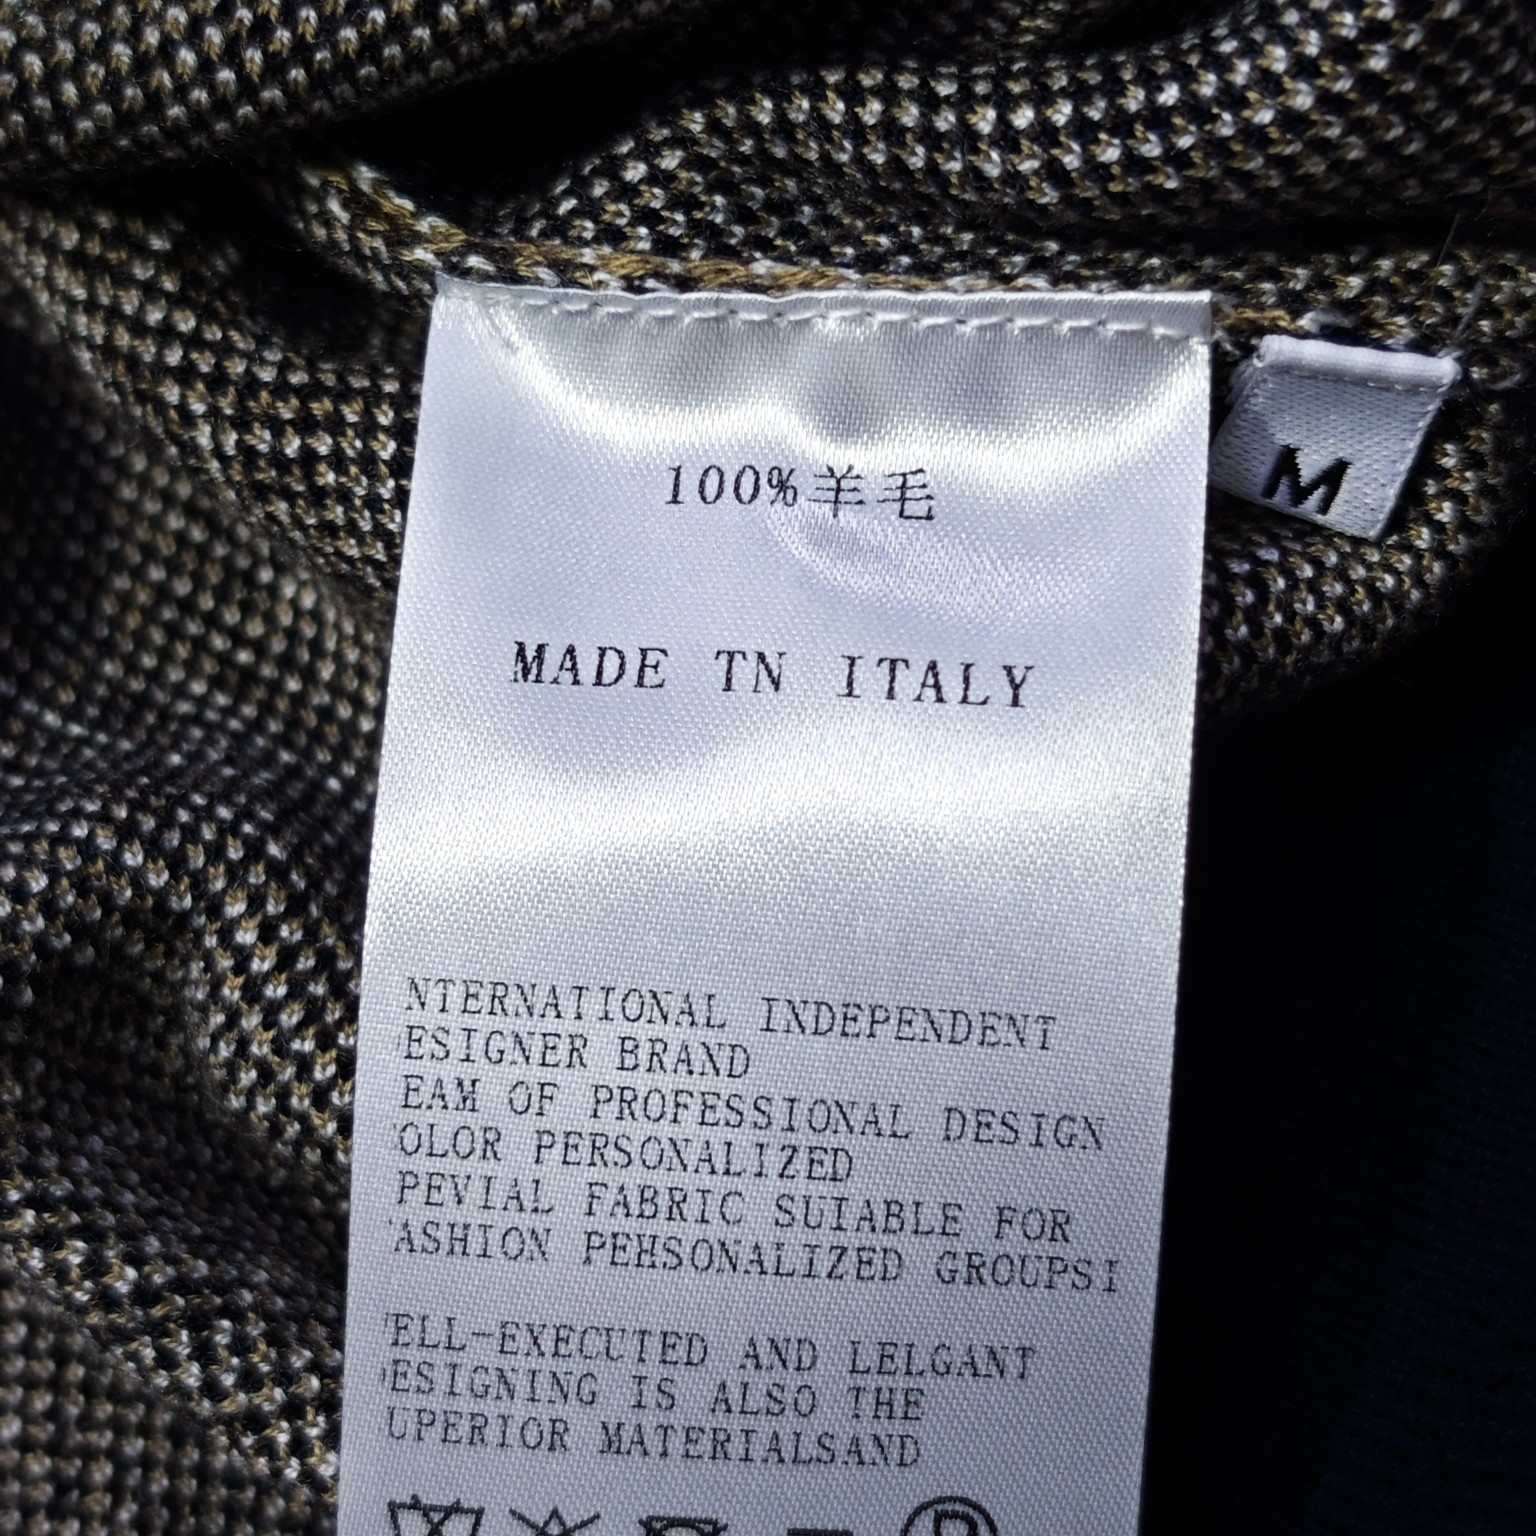 100%羊毛
M
MADE TN ITALY
NTERNATIONAL INDEPENDENT
ESIGNER BRAND
EAM OF PROFESSIONAL DESIGN
OLOR PERSONALIZED
PEVIAL FABRIC SUIABLE FOR
ASHION PEHSONALIZED GROUPSI
ELL-EXECUTED AND LELGANT
ESIGNING IS ALSO THE
UPERIOR MATERIALSAND
P